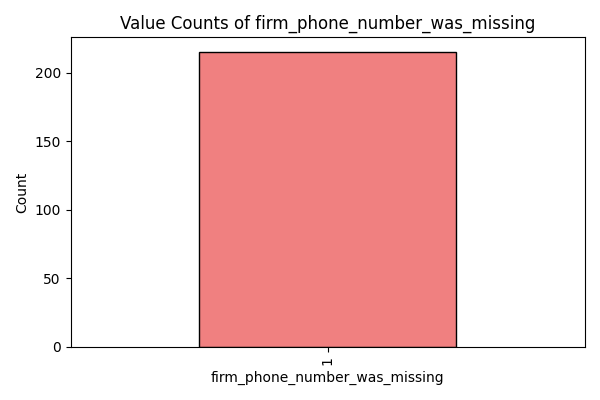 Value Counts of firm_phone_number_was_missing
200
150
100
50
0
Count
1
firm_phone_number_was_missing